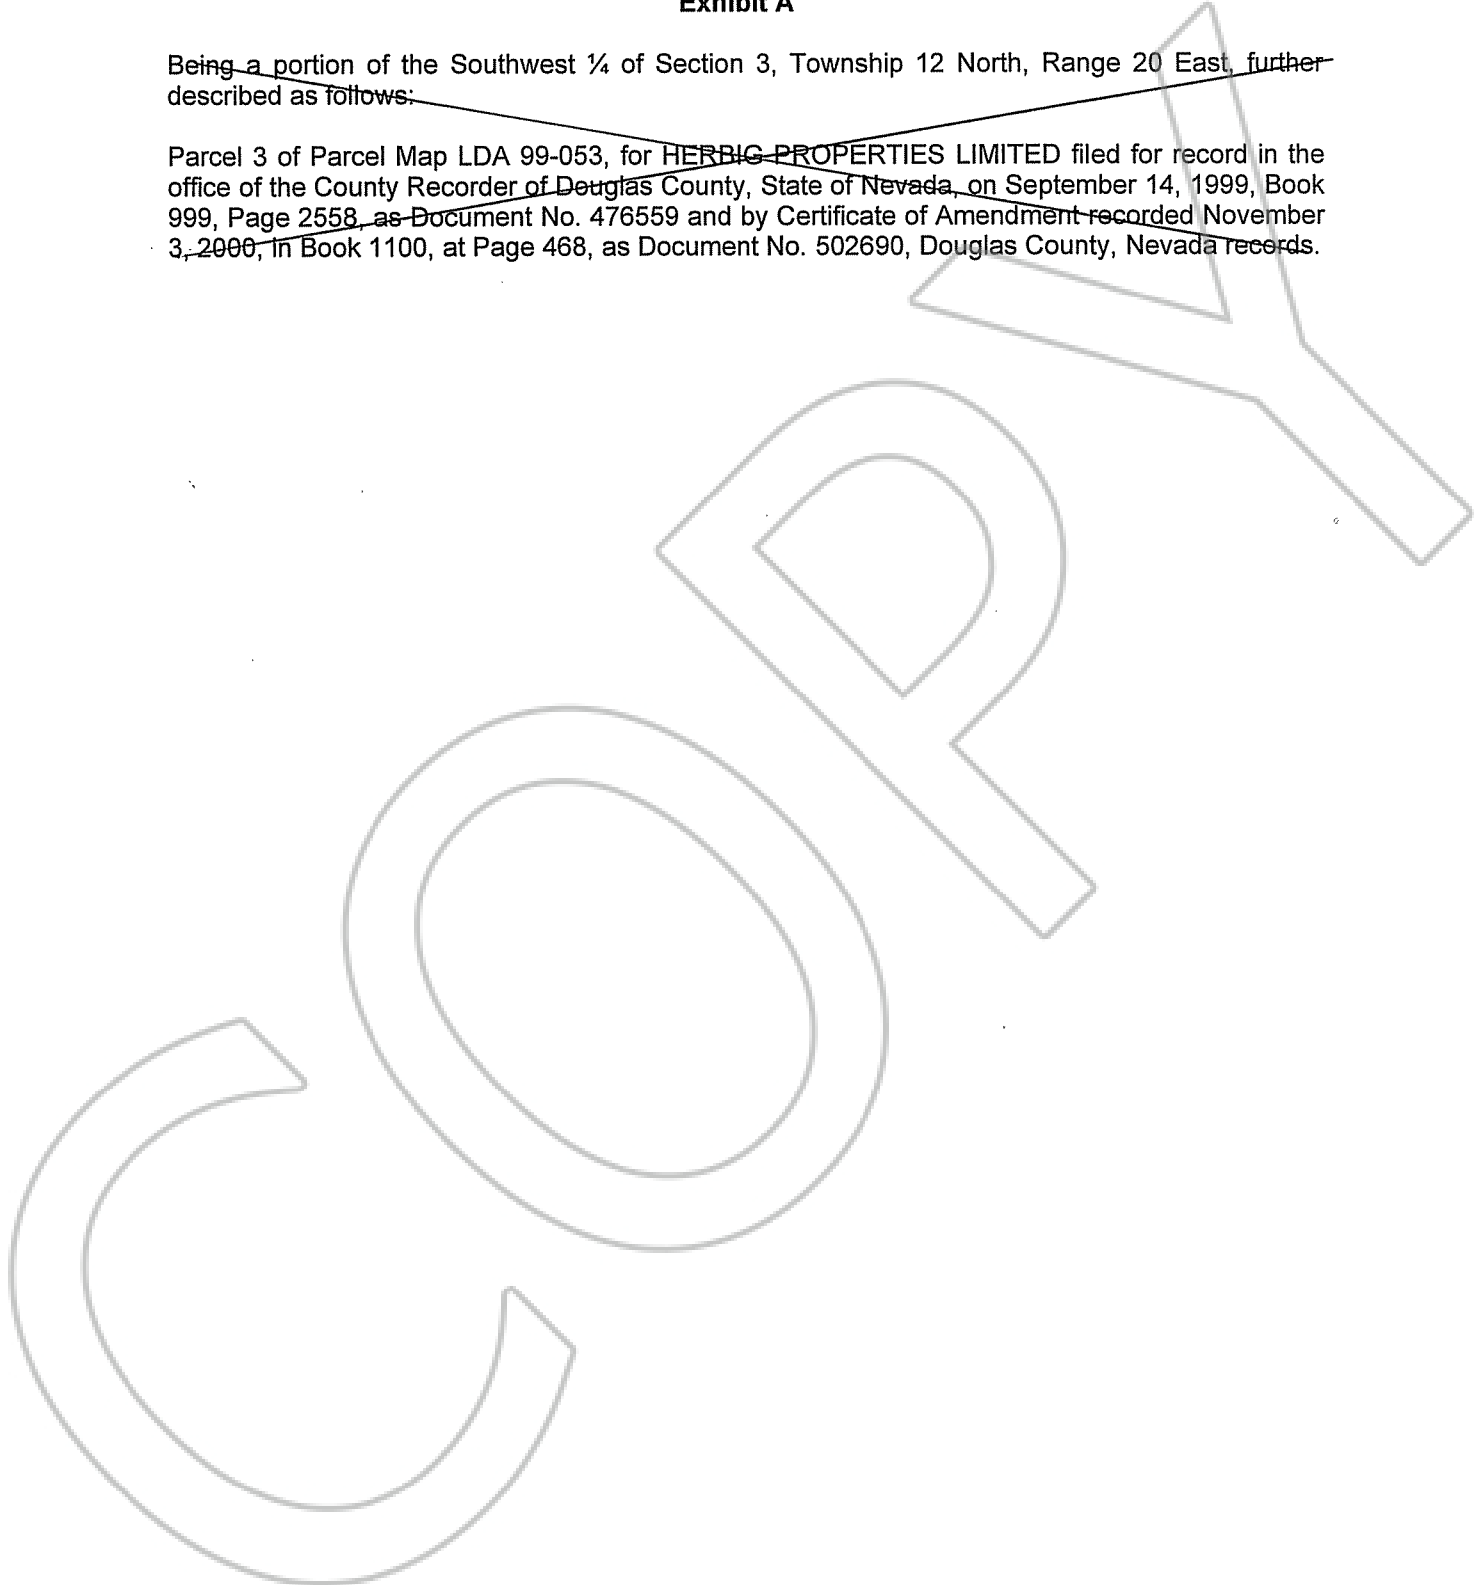 Exhibit A
Being a portion of the Southwest ¼ of Section 3, Township 12 North, Range 20 East, further
described as follows:
Parcel 3 of Parcel Map LDA 99-053, for HERBIG PROPERTIES LIMITED filed for record in the
office of the County Recorder of Douglas County, State of Nevada, on September 14, 1999, Book
999, Page 2558, as Document No. 476559 and by Certificate of Amendment recorded November
3, 2000, in Book 1100, at Page 468, as Document No. 502690, Douglas County, Nevada records.
COPY